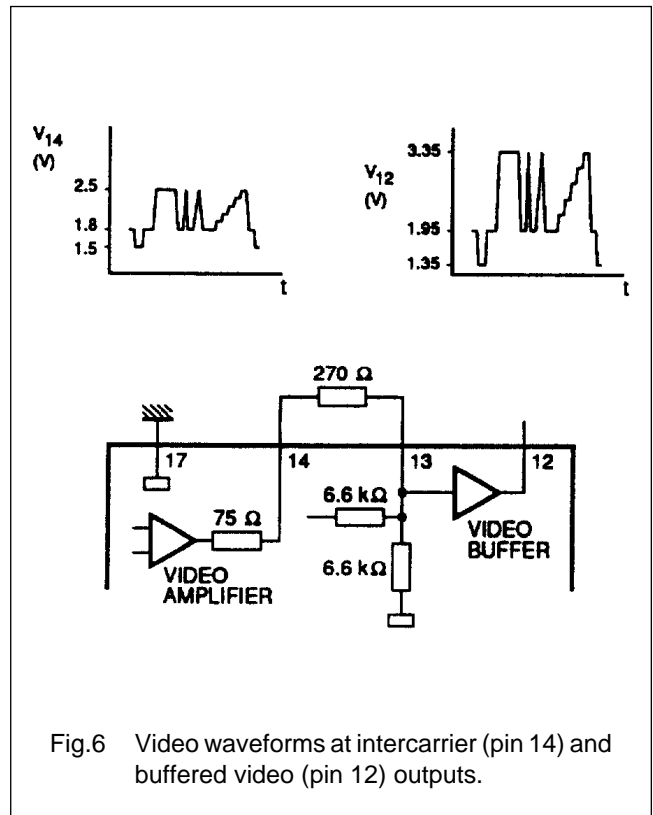 V14
(V)
2.5
1.8
1.5
t
V12
(V)
3.35
1.95
1.35
t
270 Ω
17
14
13
12
75 Ω
6.6 kΩ
6.6 kΩ
VIDEO
AMPLIFIER
VIDEO
BUFFER
Fig.6 Video waveforms at intercarrier (pin 14) and
buffered video (pin 12) outputs.